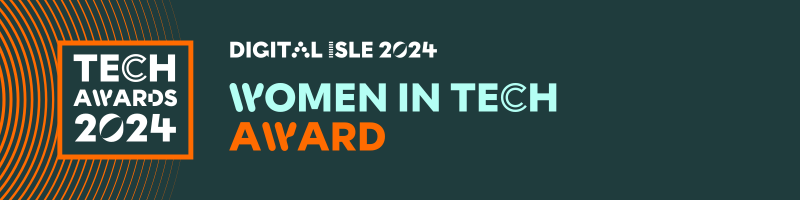 TECH
AWARDS
2024
DIGITAL ISLE 2024
WOMEN IN TECH
AWARD